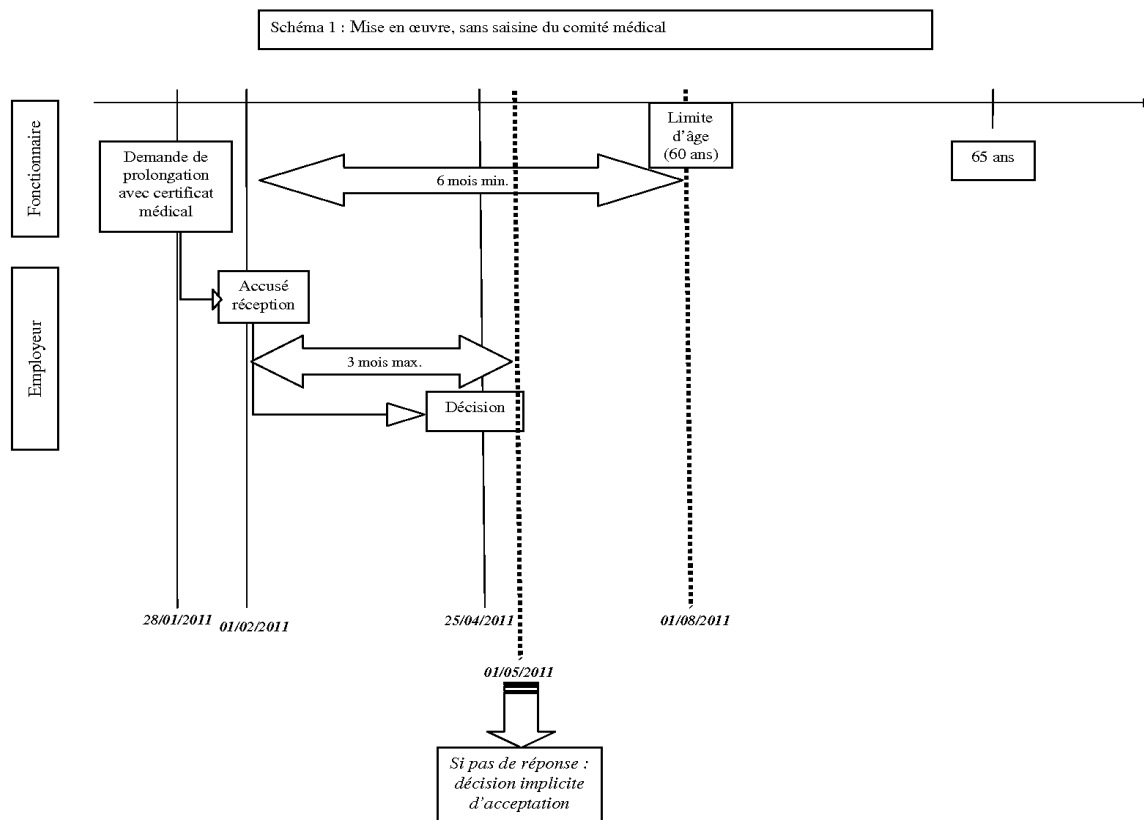 Schéma 1 : Mise en œuvre, sans saisine du comité médical
Fonctionnaire
Demande de
prolongation
avec certificat
médical
6 mois min.
Limite
d'âge
(60 ans)
65 ans
Employeur
Accusé
réception
3 mois max.
Décision
28/01/2011
01/02/2011
25/04/2011
01/08/2011
01/05/2011
Si pas de réponse :
décision implicite
d'acceptation